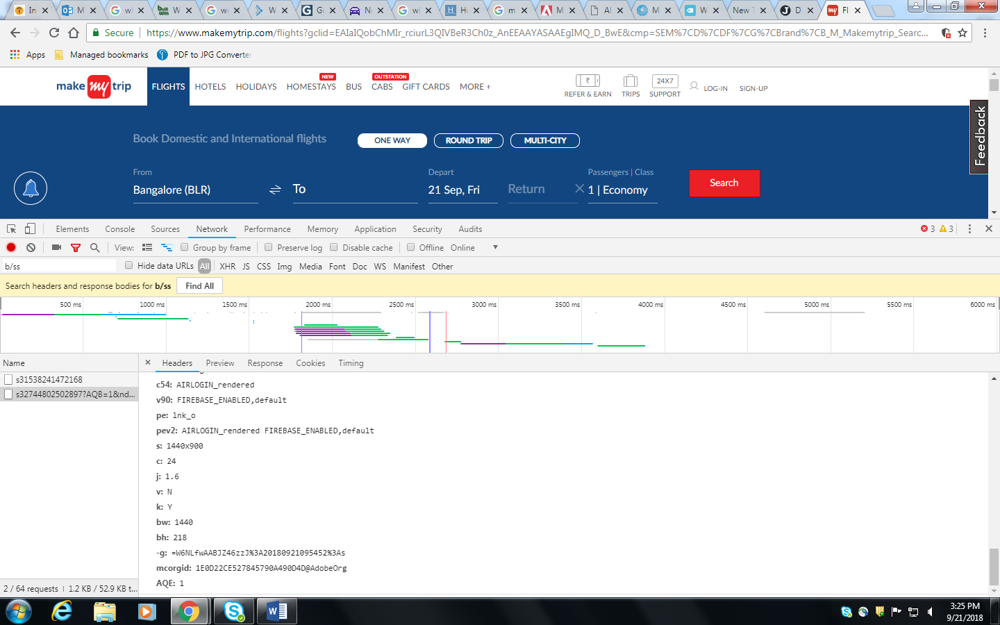 In
M
wl
W
we
W
G
Ne
wl
H
m
M
Al
M
W
New T
D
Fl
Secure https://www.makemytrip.com/flights?gclid=EAIaIQobChMIr_rciurL3QIVBeR3Ch0z_AnEEAAYASAAEgIMQ_D_BwE&cmp=SEM%7CD%7CDF%7CG%7CBrand%7CB_M_Makemytrip_Searc...
Apps Managed bookmarks PDF to JPG Converter
make my trip FLIGHTS HOTELS HOLIDAYS HOMESTAYS NEW BUS CABS OUTSTATION GIFT CARDS MORE + REFER & EARN TRIPS 24X7 SUPPORT LOG-IN SIGN-UP
Feedback
Book Domestic and International flights ONE WAY ROUND TRIP MULTI-CITY
From Depart Passengers | Class
Bangalore (BLR) To 21 Sep, Fri Return 1 | Economy Search
Elements Console Sources Network Performance Memory Application Security Audits 3 3
View: Group by frame Preserve log Disable cache Offline Online
b/ss Hide data URLs All XHR JS CSS Img Media Font Doc WS Manifest Other
Search headers and response bodies for b/ss Find All
500 ms 1000 ms 1500 ms 2000 ms 2500 ms 3000 ms 3500 ms 4000 ms 4500 ms 5000 ms 5500 ms 6000 ms
Name Headers Preview Response Cookies Timing
s31538241472168
s32744802502897?AQB=1&nd...
c54: AIRLOGIN_rendered
v90: FIREBASE_ENABLED,default
pe: lnk_o
pev2: AIRLOGIN_rendered FIREBASE_ENABLED,default
s: 1440x900
c: 24
j: 1.6
v: N
k: Y
bw: 1440
bh: 218
-g: =W6NLfwAABJZ46zzJ%3A20180921095452%3As
mcorgid: 1E0D22CE527845790A490D4D@AdobeOrg
AQE: 1
2 / 64 requests | 1.2 KB / 52.9 KB t...
3:25 PM
9/21/2018